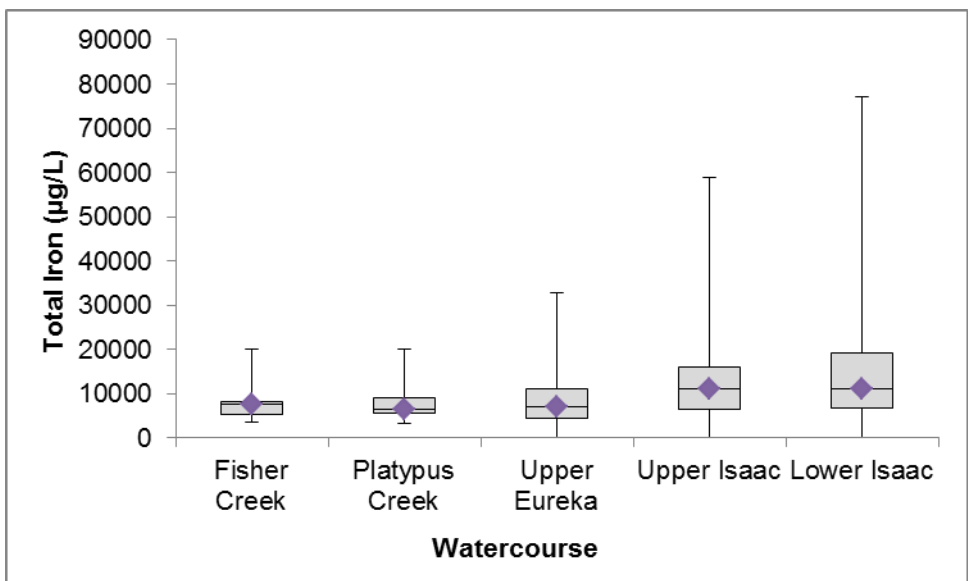 90000
80000
70000
60000
50000
40000
30000
20000
10000
0
Total Iron (µg/L)
Fisher Creek
Platypus Creek
Upper Eureka
Upper Isaac
Lower Isaac
Watercourse